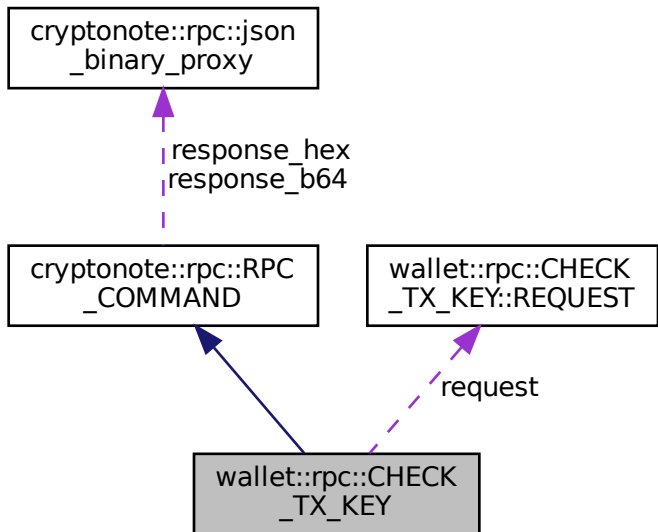 cryptonote::rpc::json
_binary_proxy
response_hex
response_b64
cryptonote::rpc::RPC
_COMMAND
wallet::rpc::CHECK
_TX_KEY::REQUEST
request
wallet::rpc::CHECK
_TX_KEY